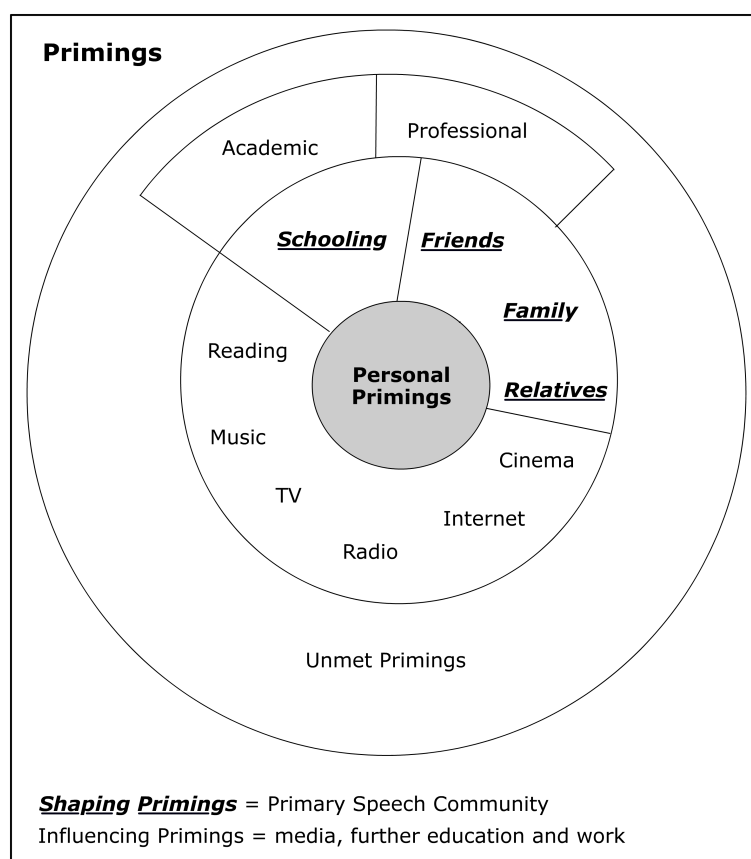 Primings
Academic
Professional
Schooling
Friends
Family
Relatives
Reading
Personal
Primings
Music
Cinema
TV
Internet
Radio
Unmet Primings
Shaping Primings = Primary Speech Community
Influencing Primings = media, further education and work